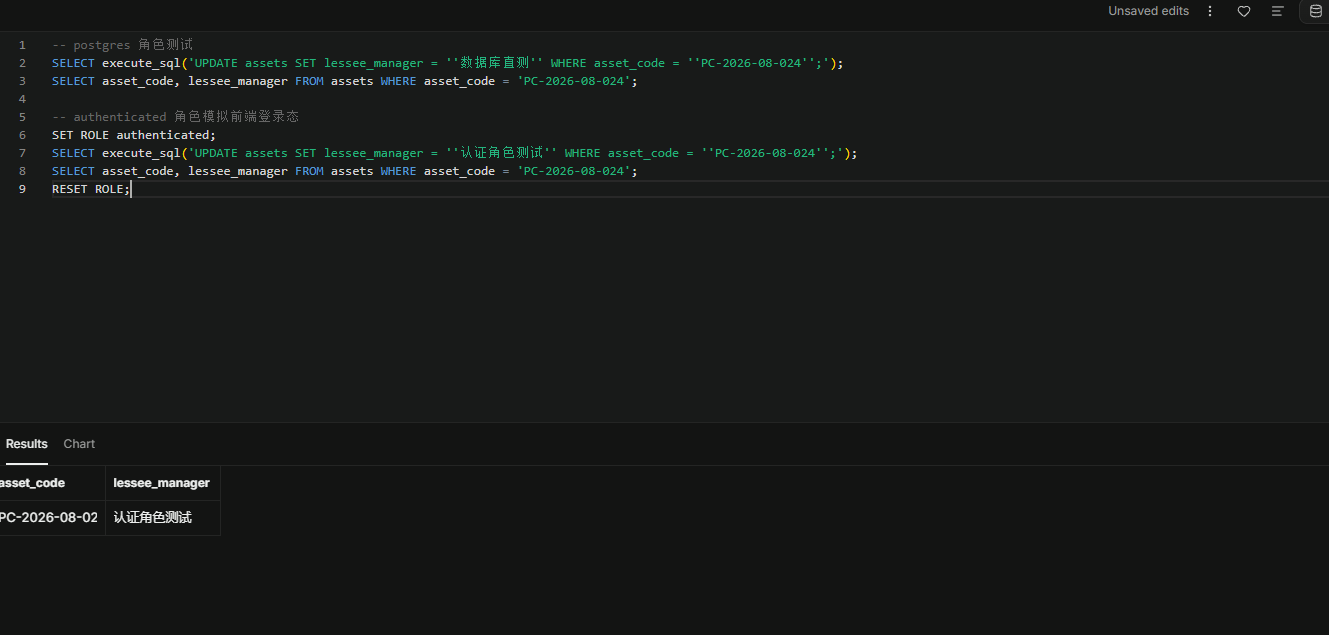 Unsaved edits
1 -- postgres 角色测试
2 SELECT execute_sql('UPDATE assets SET lessee_manager = ''数据库直测'' WHERE asset_code = ''PC-2026-08-024'';');
3 SELECT asset_code, lessee_manager FROM assets WHERE asset_code = 'PC-2026-08-024';
4
5 -- authenticated 角色模拟前端登录态
6 SET ROLE authenticated;
7 SELECT execute_sql('UPDATE assets SET lessee_manager = ''认证角色测试'' WHERE asset_code = ''PC-2026-08-024'';');
8 SELECT asset_code, lessee_manager FROM assets WHERE asset_code = 'PC-2026-08-024';
9 RESET ROLE;
Results Chart
asset_code lessee_manager
PC-2026-08-02 认证角色测试